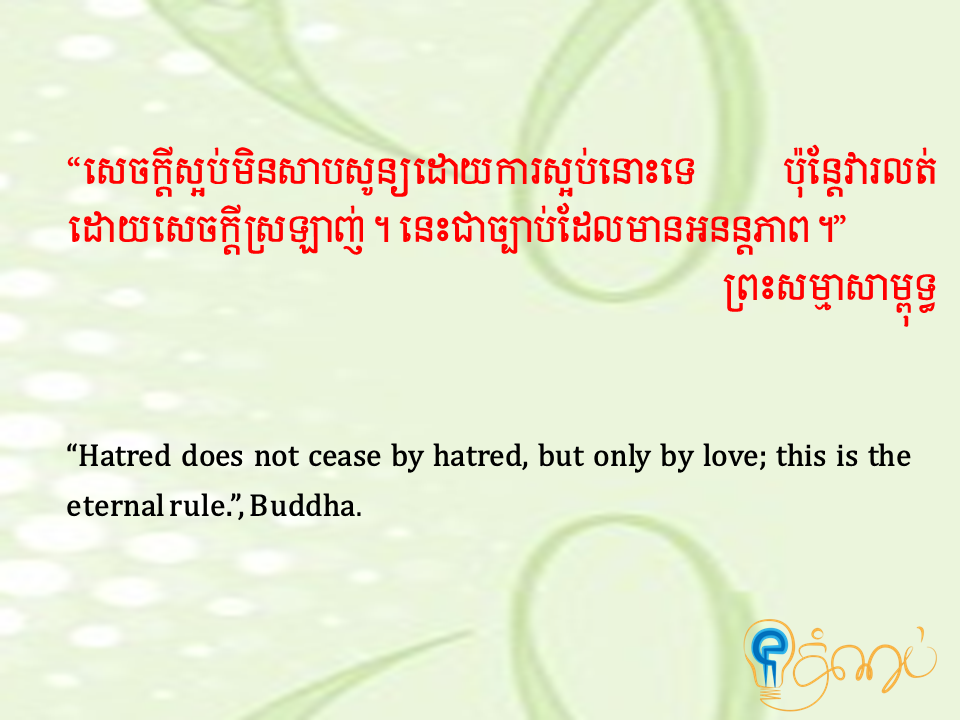 “សេចក្តីស្អប់មិនសាបសូន្យដោយការស្អប់នោះទេ ប៉ុន្តែវារលត់
ដោយសេចក្តីស្រឡាញ់ ។ នេះជាច្បាប់ដែលមានអនន្តភាព ។”
ព្រះសម្មាសាម្ពុទ្ធ
“Hatred does not cease by hatred, but only by love; this is the
eternal rule.”, Buddha.